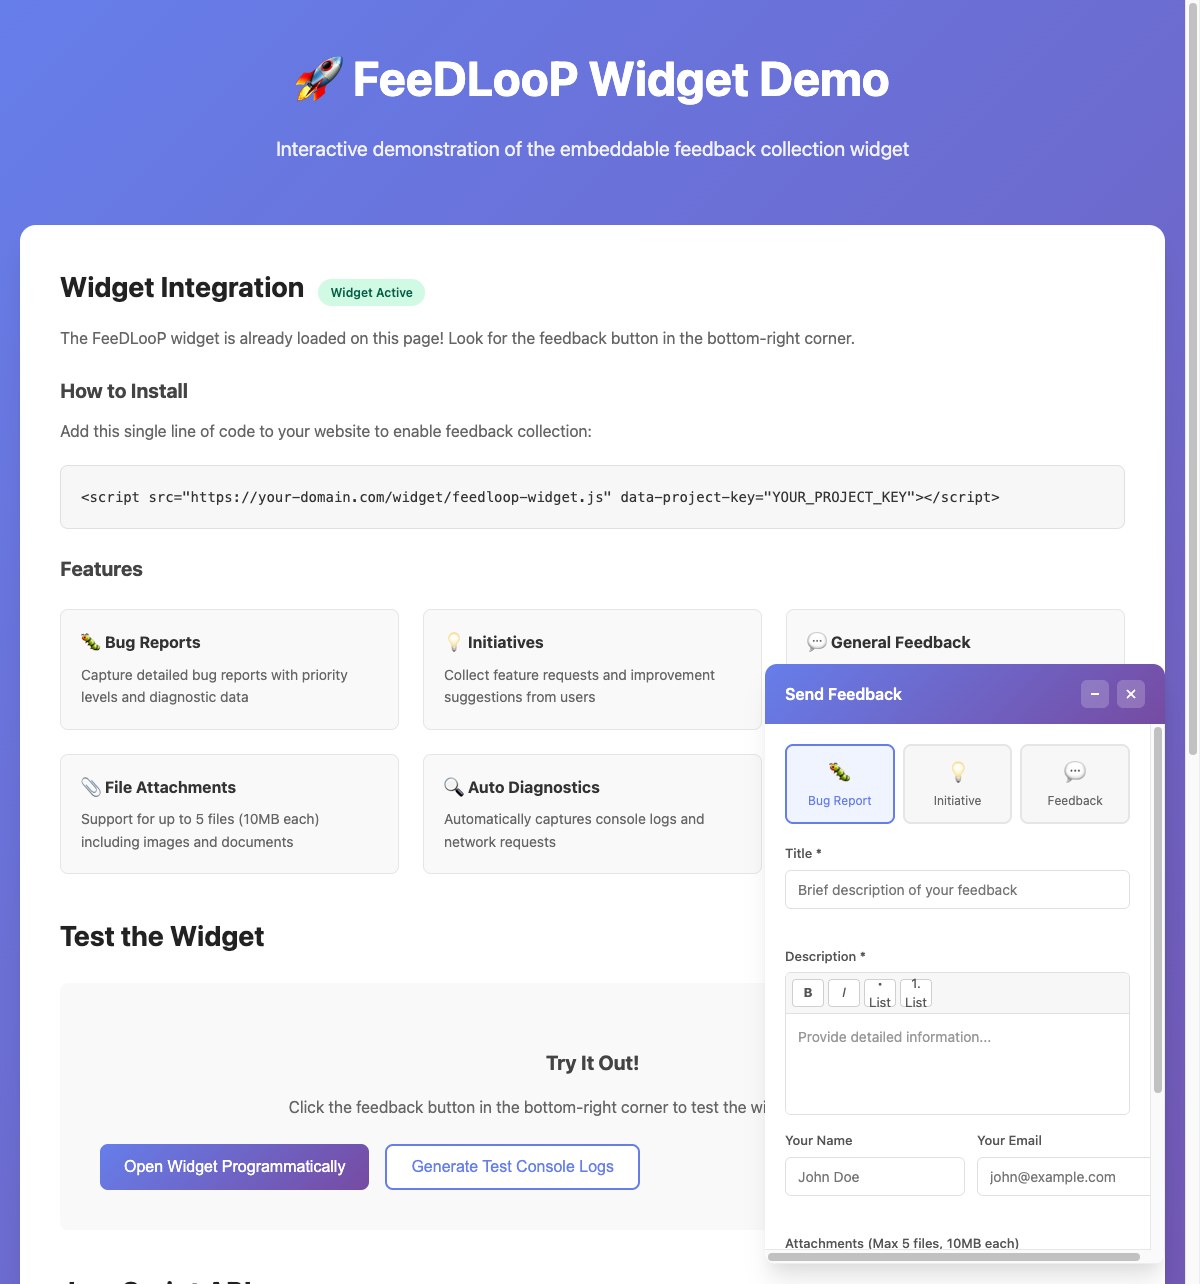 🚀 FeeDLooP Widget Demo
Interactive demonstration of the embeddable feedback collection widget
Widget Integration
Widget Active
The FeeDLooP widget is already loaded on this page! Look for the feedback button in the bottom-right corner.
How to Install
Add this single line of code to your website to enable feedback collection:
<script src="https://your-domain.com/widget/feedloop-widget.js" data-project-key="YOUR_PROJECT_KEY"></script>
Features
🐛 Bug Reports
Capture detailed bug reports with priority
levels and diagnostic data
💡 Initiatives
Collect feature requests and improvement
suggestions from users
💬 General Feedback
📎 File Attachments
Support for up to 5 files (10MB each)
including images and documents
🔍 Auto Diagnostics
Automatically captures console logs and
network requests
Test the Widget
Try It Out!
Click the feedback button in the bottom-right corner to test the wi
Open Widget Programmatically
Generate Test Console Logs
Send Feedback
Bug Report
Initiative
Feedback
Title *
Brief description of your feedback
Description *
B
I
• List
1. List
Provide detailed information...
Your Name
Your Email
John Doe
john@example.com
Attachments (Max 5 files, 10MB each)